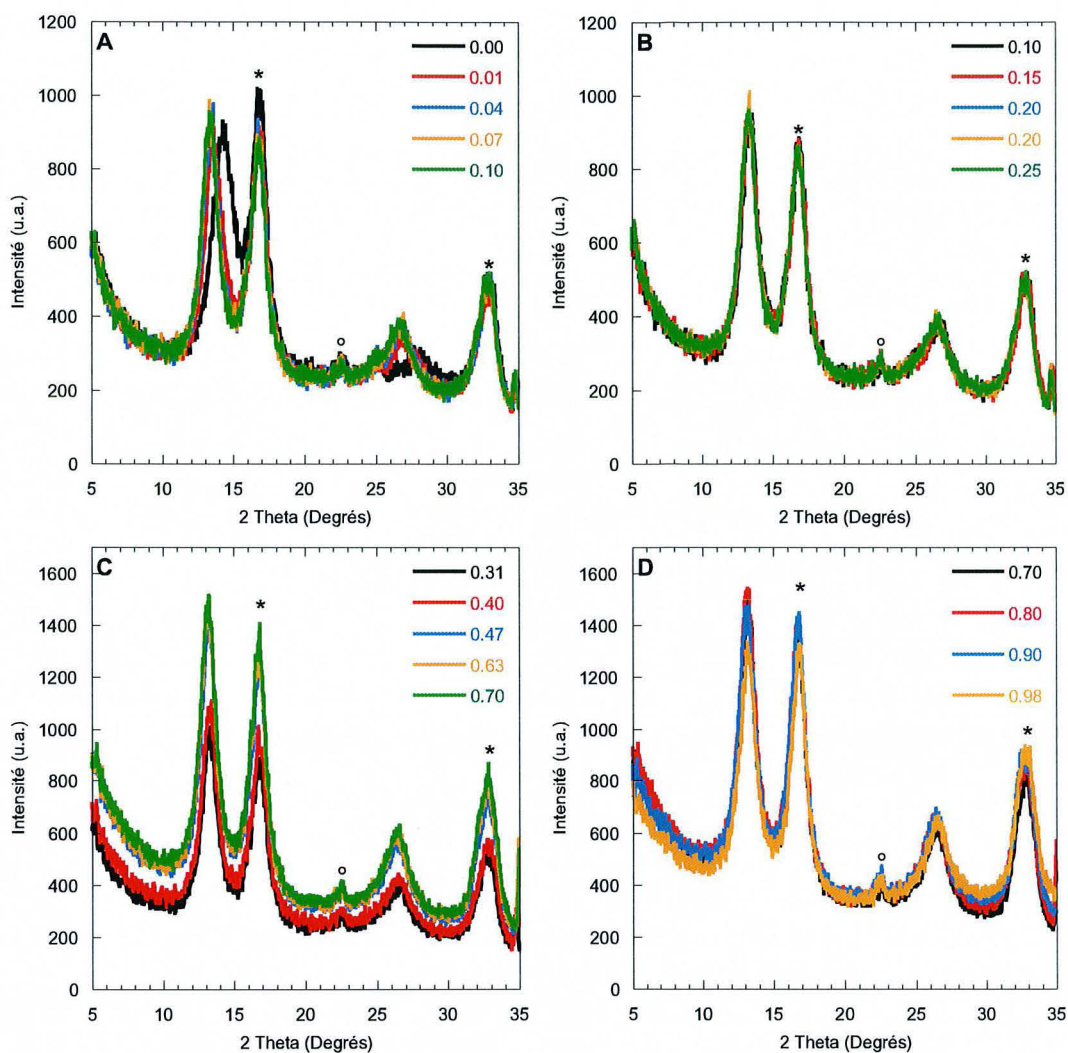 A
0.00
0.01
0.04
0.07
0.10
*
*
o
1200
1000
800
600
400
200
0
Intensité (u.a.)
5 10 15 20 25 30 35
2 Theta (Degrés)
B
0.10
0.15
0.20
0.20
0.25
*
*
o
1200
1000
800
600
400
200
0
Intensité (u.a.)
5 10 15 20 25 30 35
2 Theta (Degrés)
C
0.31
0.40
0.47
0.63
0.70
*
*
o
1600
1400
1200
1000
800
600
400
200
0
Intensité (u.a.)
5 10 15 20 25 30 35
2 Theta (Degrés)
D
0.70
0.80
0.90
0.98
*
*
o
1600
1400
1200
1000
800
600
400
200
0
Intensité (u.a.)
5 10 15 20 25 30 35
2 Theta (Degrés)